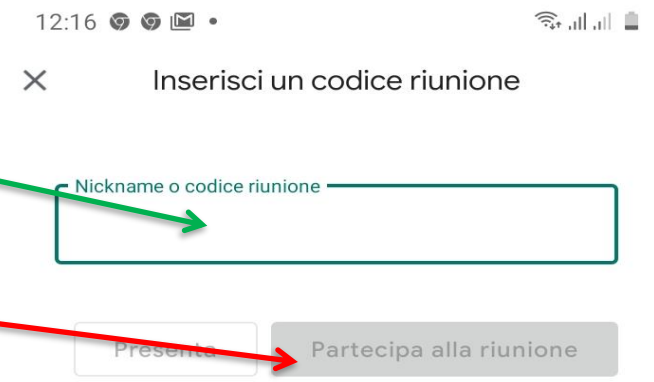 12:16
Inserisci un codice riunione
Nickname o codice riunione
Presenta Partecipa alla riunione